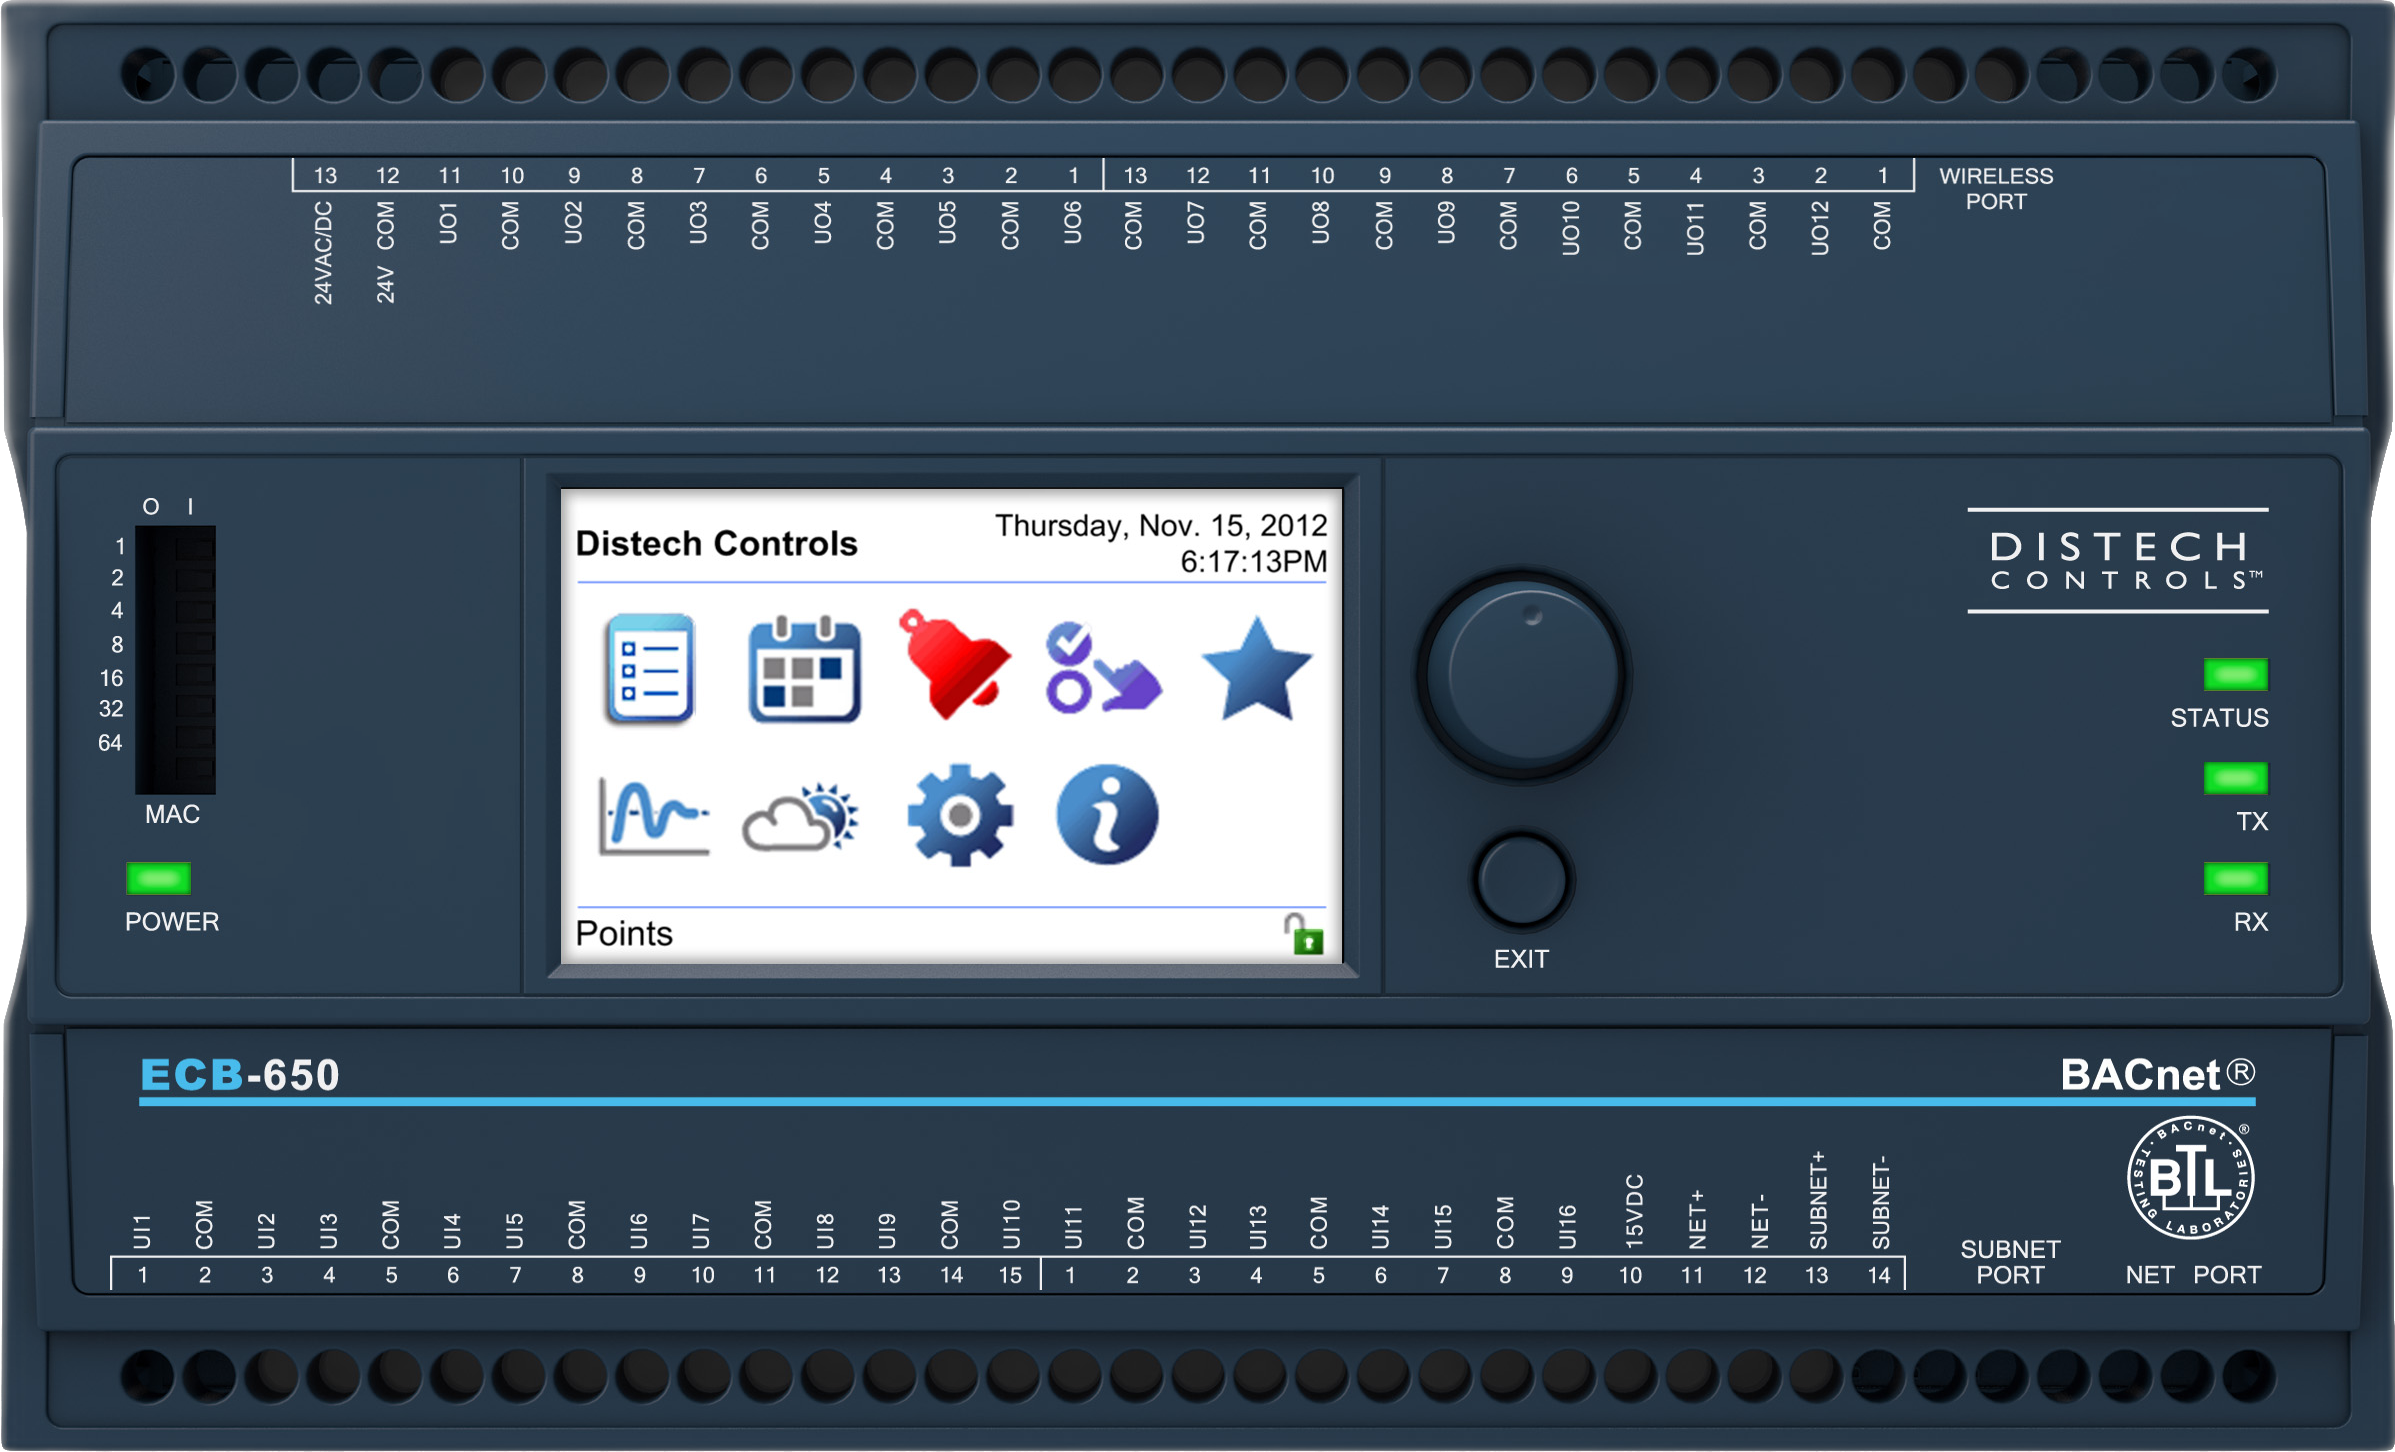 13 12 11 10 9 8 7 6 5 4 3 2 1 13 12 11 10 9 8 7 6 5 4 3 2 1
24VAC/DC 24V COM UO1 COM UO2 COM UO3 COM UO4 COM UO5 COM UO6 COM UO7 COM UO8 COM UO9 COM UO10 COM UO11 COM UO12 COM
WIRELESS
PORT
O I
1
2
4
8
16
32
64
MAC
POWER
Distech Controls
Thursday, Nov. 15, 2012
6:17:13PM
Points
EXIT
DISTECH
CONTROLS™
STATUS
TX
RX
ECB-650
BACnet®
BACnet ®
BTL
TESTING LABORATORIES
UI1 COM UI2 UI3 COM UI4 UI5 COM UI6 UI7 COM UI8 UI9 COM UI10 UI11 COM UI12 UI13 COM UI14 UI15 COM UI16 15VDC NET+ NET- SUBNET+ SUBNET-
1 2 3 4 5 6 7 8 9 10 11 12 13 14 15 1 2 3 4 5 6 7 8 9 10 11 12 13 14
SUBNET
PORT
NET PORT